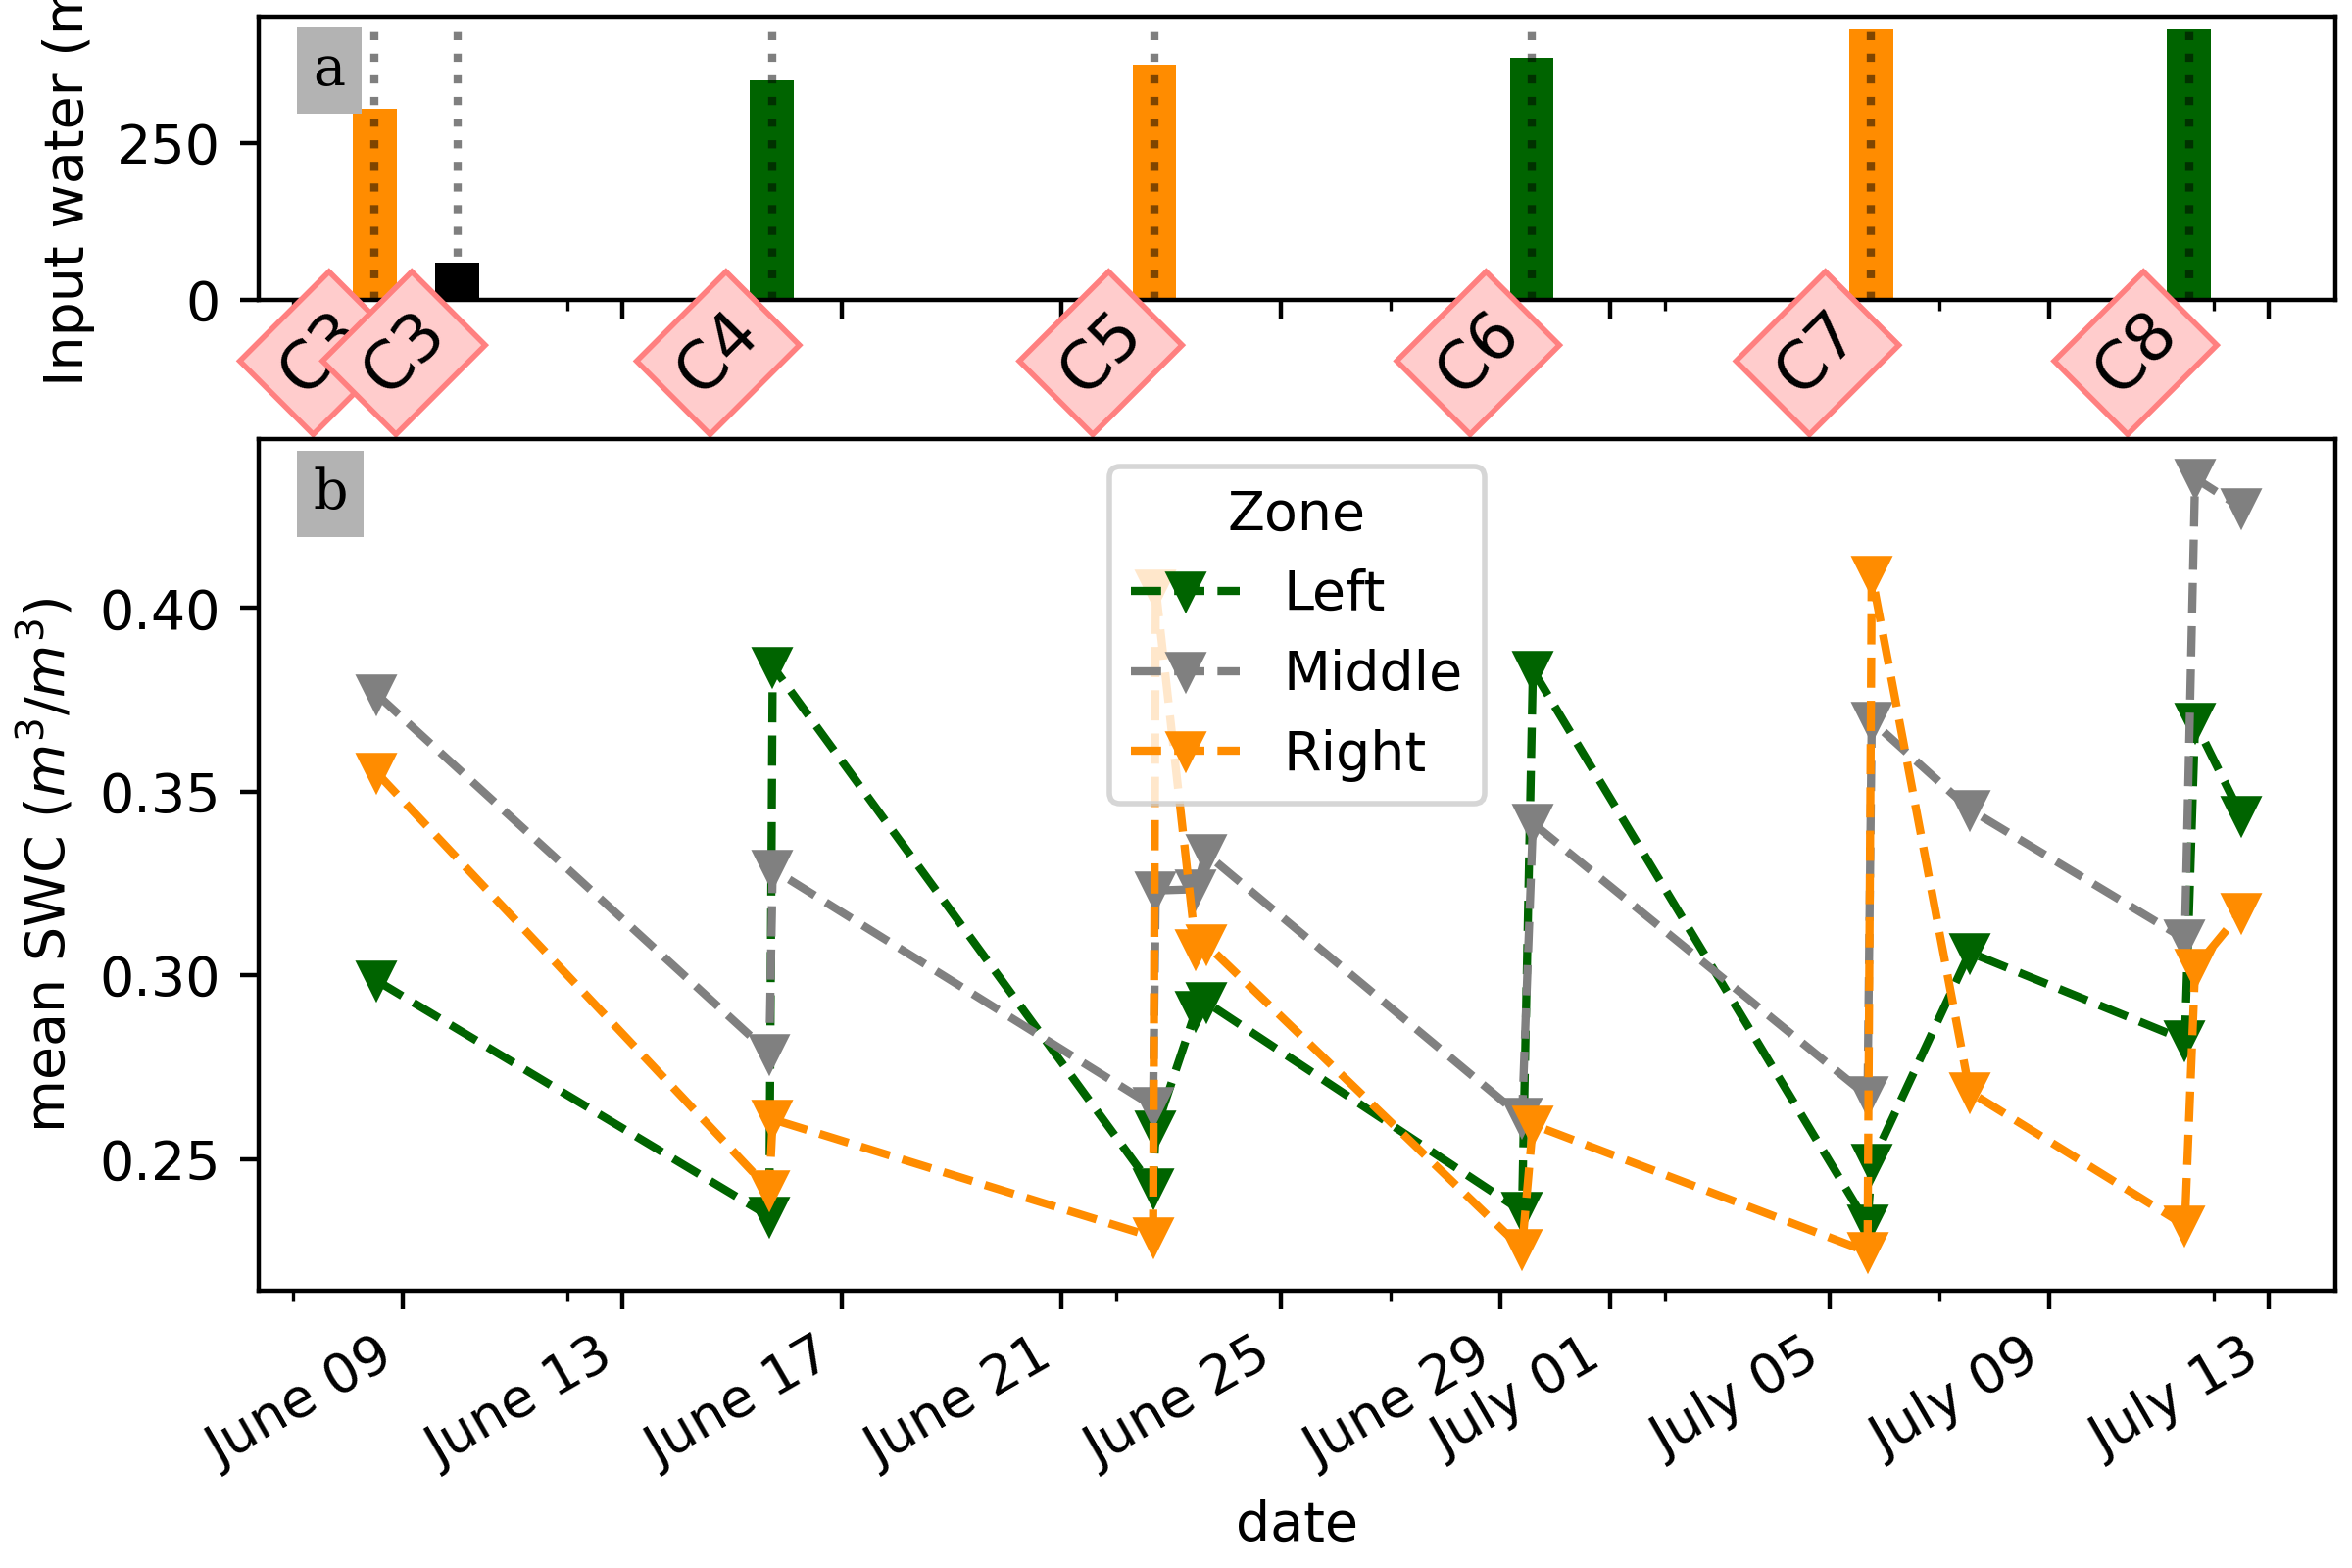 Input water (m
a
250
0
C3
C3
C4
C5
C6
C7
C8
b
mean SWC (m³/m³)
0.40
0.35
0.30
0.25
Zone
Left
Middle
Right
June 09
June 13
June 17
June 21
June 25
June 29
July 01
July 05
July 09
July 13
date